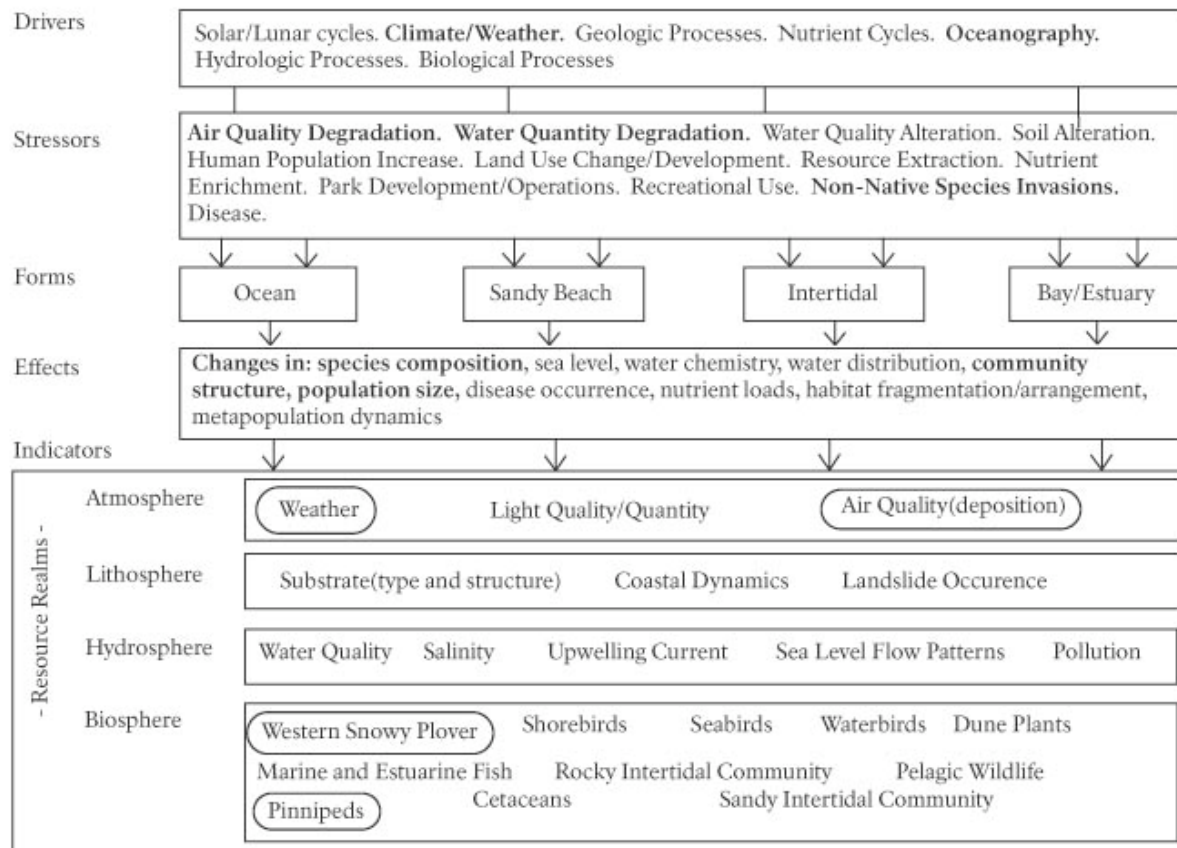 Drivers
Solar/Lunar cycles. Climate/Weather. Geologic Processes. Nutrient Cycles. Oceanography.
Hydrologic Processes. Biological Processes
Stressors
Air Quality Degradation. Water Quantity Degradation. Water Quality Alteration. Soil Alteration.
Human Population Increase. Land Use Change/Development. Resource Extraction. Nutrient
Enrichment. Park Development/Operations. Recreational Use. Non-Native Species Invasions.
Disease.
Forms
Ocean
Sandy Beach
Intertidal
Bay/Estuary
Effects
Changes in: species composition, sea level, water chemistry, water distribution, community
structure, population size, disease occurrence, nutrient loads, habitat fragmentation/arrangement,
metapopulation dynamics
Indicators
- Resource Realms -
Atmosphere
Weather
Light Quality/Quantity
Air Quality(deposition)
Lithosphere
Substrate(type and structure)
Coastal Dynamics
Landslide Occurence
Hydrosphere
Water Quality
Salinity
Upwelling Current
Sea Level Flow Patterns
Pollution
Biosphere
Western Snowy Plover
Shorebirds
Seabirds
Waterbirds
Dune Plants
Marine and Estuarine Fish
Rocky Intertidal Community
Pelagic Wildlife
Pinnipeds
Cetaceans
Sandy Intertidal Community